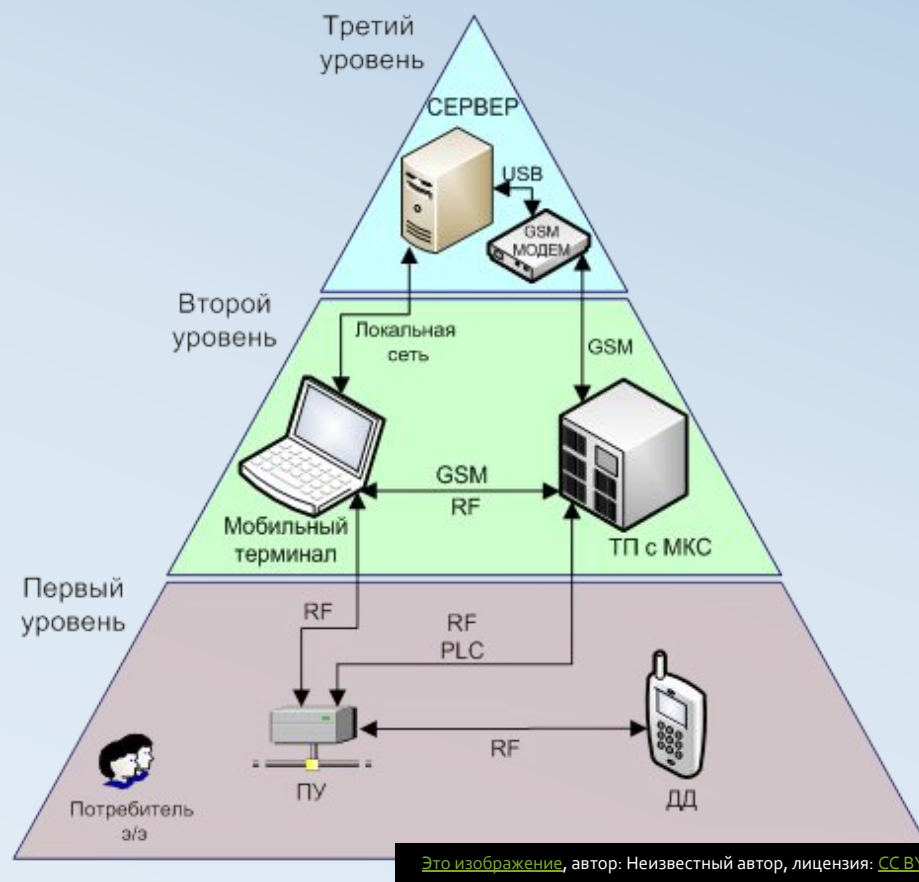 Третий
уровень
СЕРВЕР
USB
GSM
МОДЕМ
Второй
уровень
Локальная
сеть
GSM
GSM
RF
Мобильный
терминал
ТП с МКС
Первый
уровень
RF
RF
PLC
RF
ПУ
ДД
Потребитель
э/э
Это изображение, автор: Неизвестный автор, лицензия: CC BY